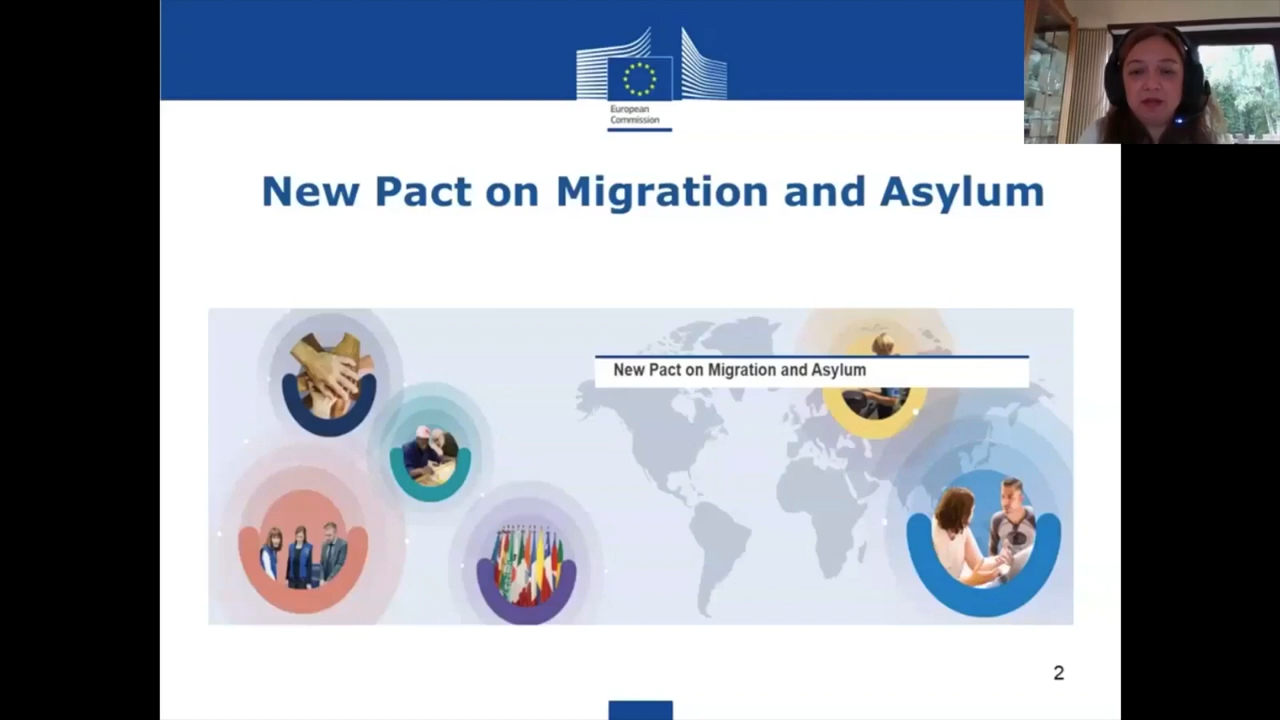 European
Commission
New Pact on Migration and Asylum
New Pact on Migration and Asylum
2